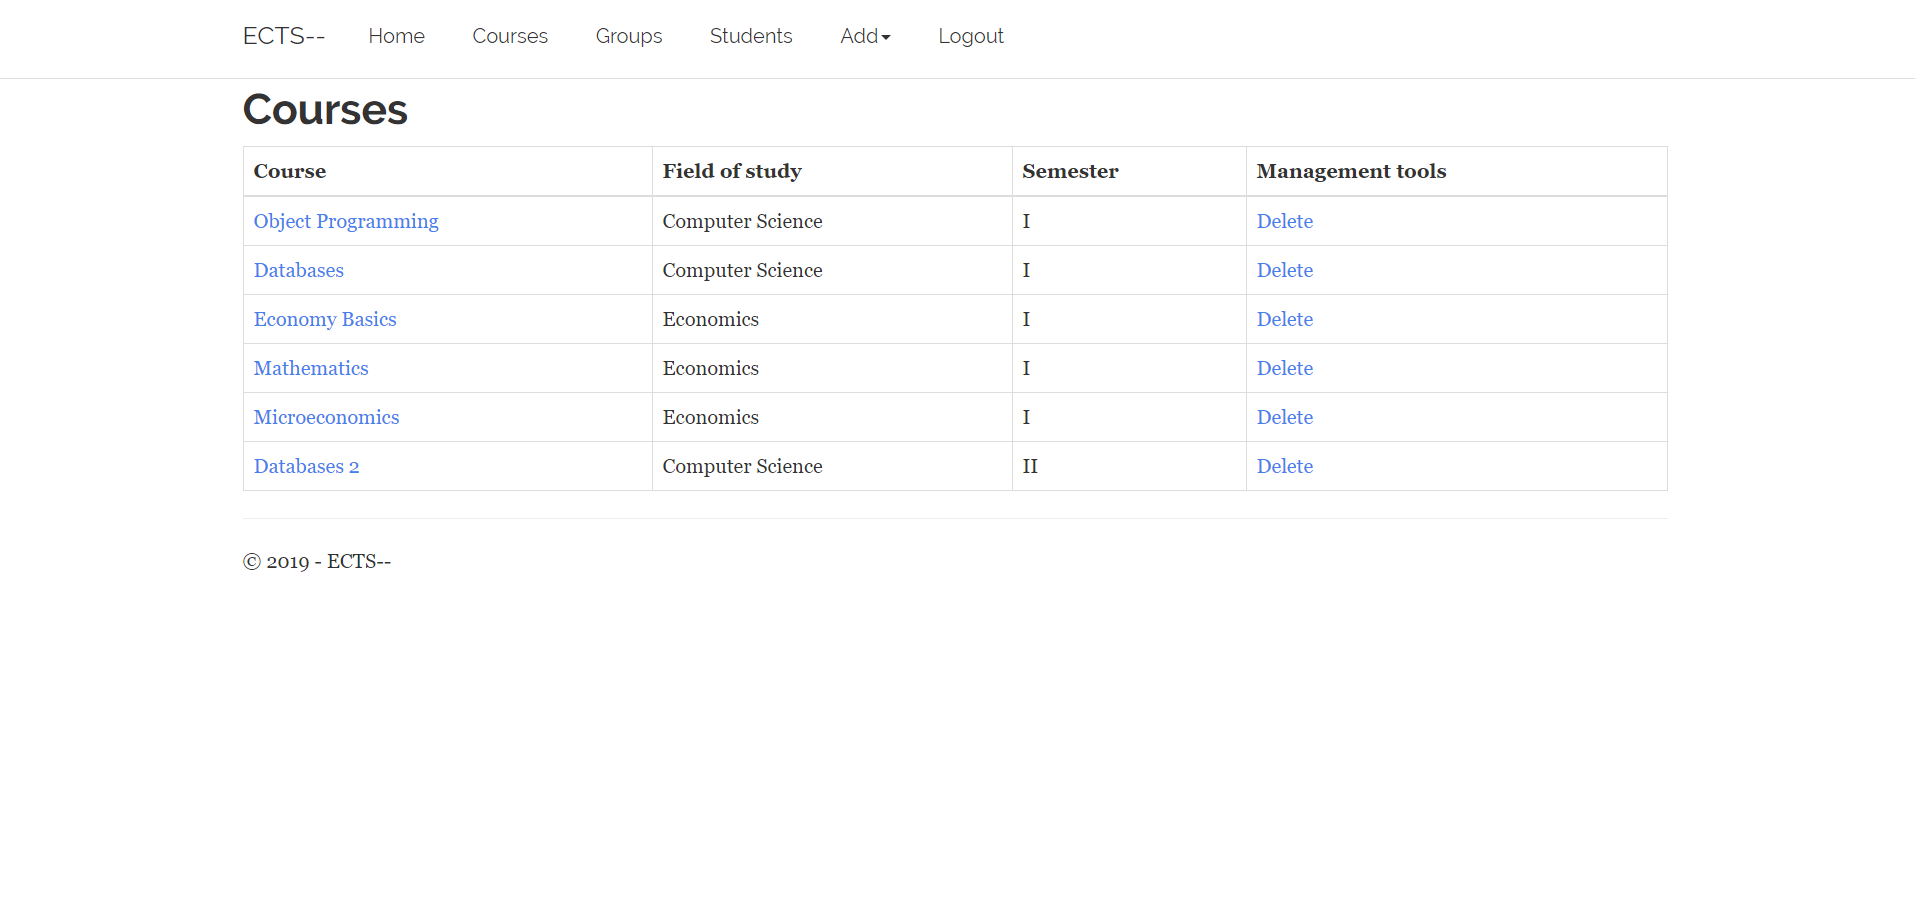 ECTS-- Home Courses Groups Students Add Logout
Courses
Course Field of study Semester Management tools
Object Programming Computer Science I Delete
Databases Computer Science I Delete
Economy Basics Economics I Delete
Mathematics Economics I Delete
Microeconomics Economics I Delete
Databases 2 Computer Science II Delete
© 2019 - ECTS--